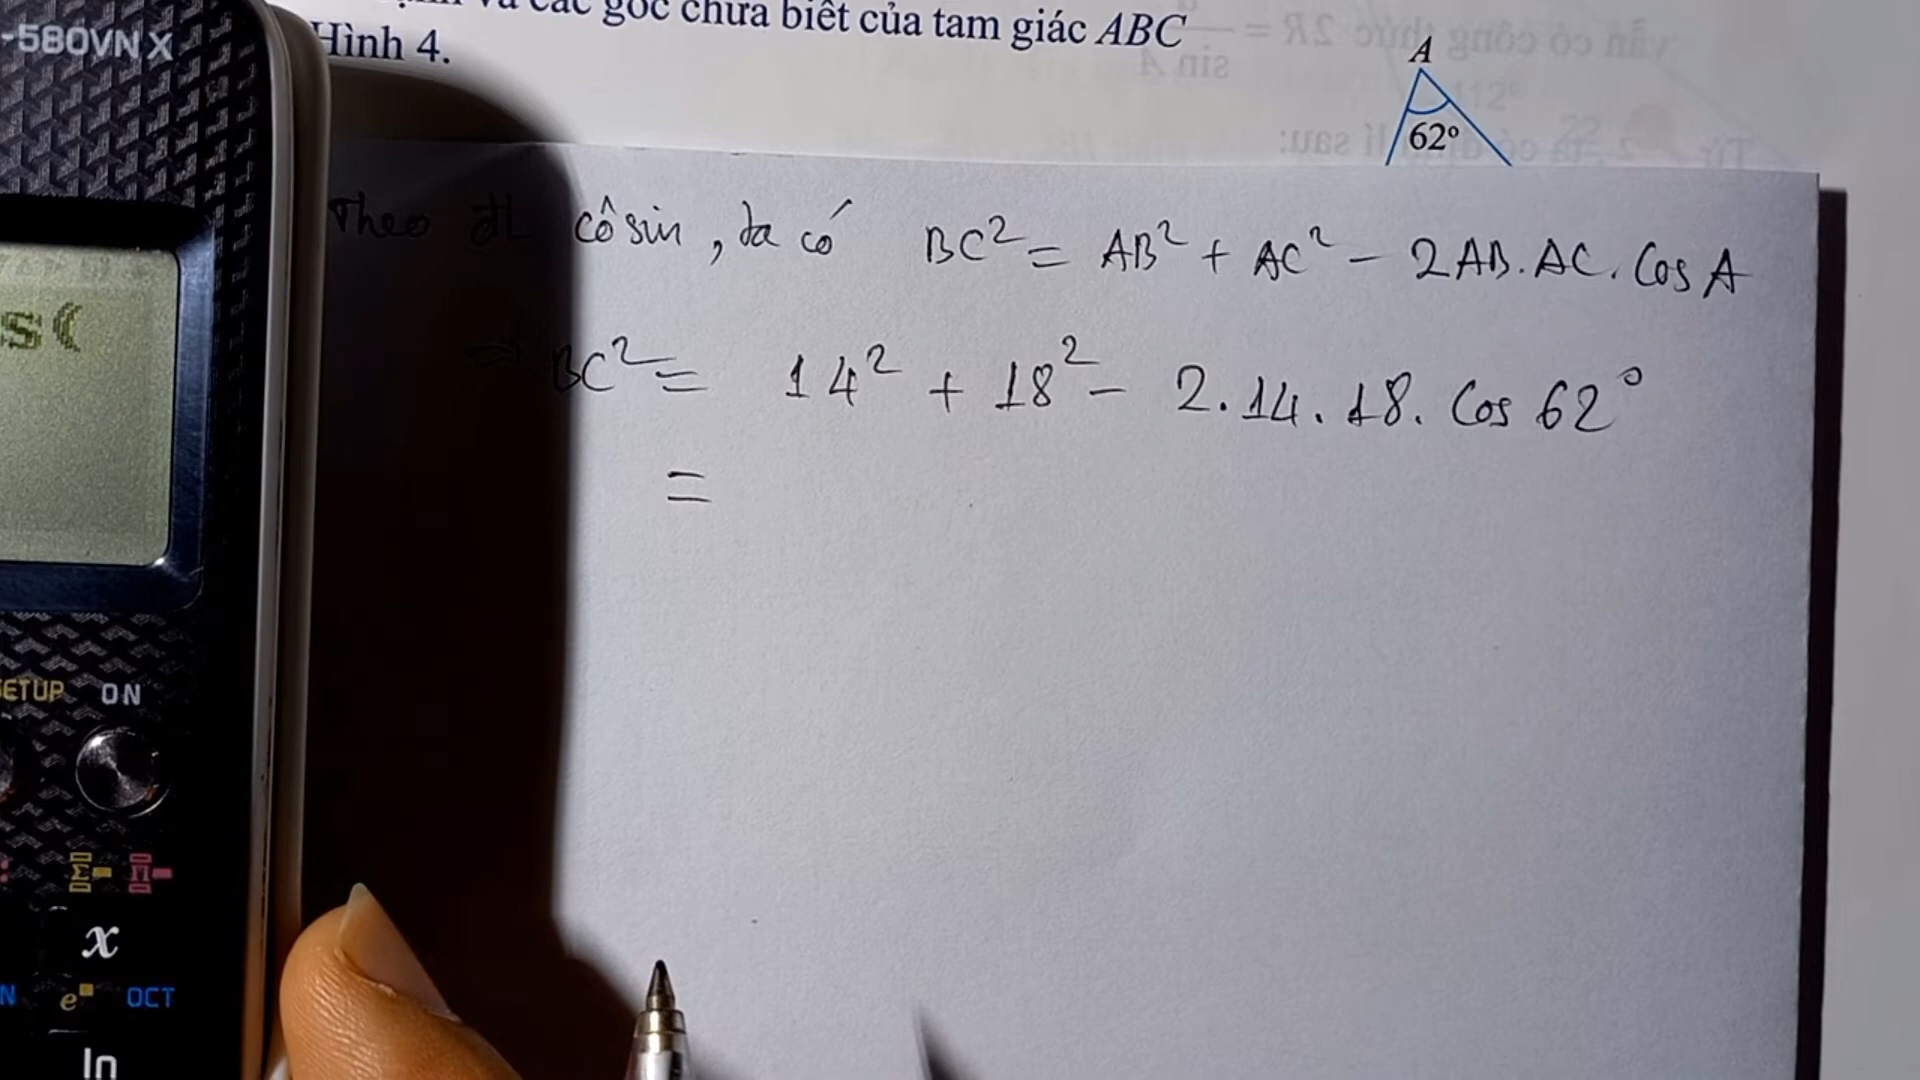 và các góc chưa biết của tam giác ABC
Hình 4.
A
62°
-580VN X
s(
SETUP ON
x
e OCT
ln
Theo ĐL côsin, ta có BC² = AB² + AC² - 2AB.AC.Cos A
⇒ BC² = 14² + 18² - 2.14.18. Cos 62°
=